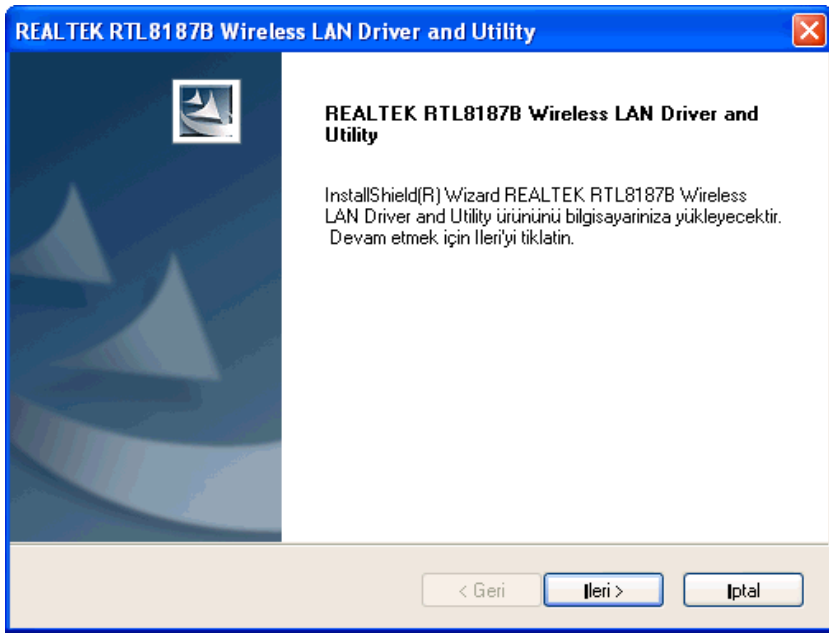 REALTEK RTL8187B Wireless LAN Driver and Utility
REALTEK RTL8187B Wireless LAN Driver and
Utility
InstallShield(R) Wizard REALTEK RTL8187B Wireless
LAN Driver and Utility ürününü bilgisayariniza yükleyecektir.
Devam etmek için Ileri'yi tiklatin.
< Geri
Ileri >
Iptal